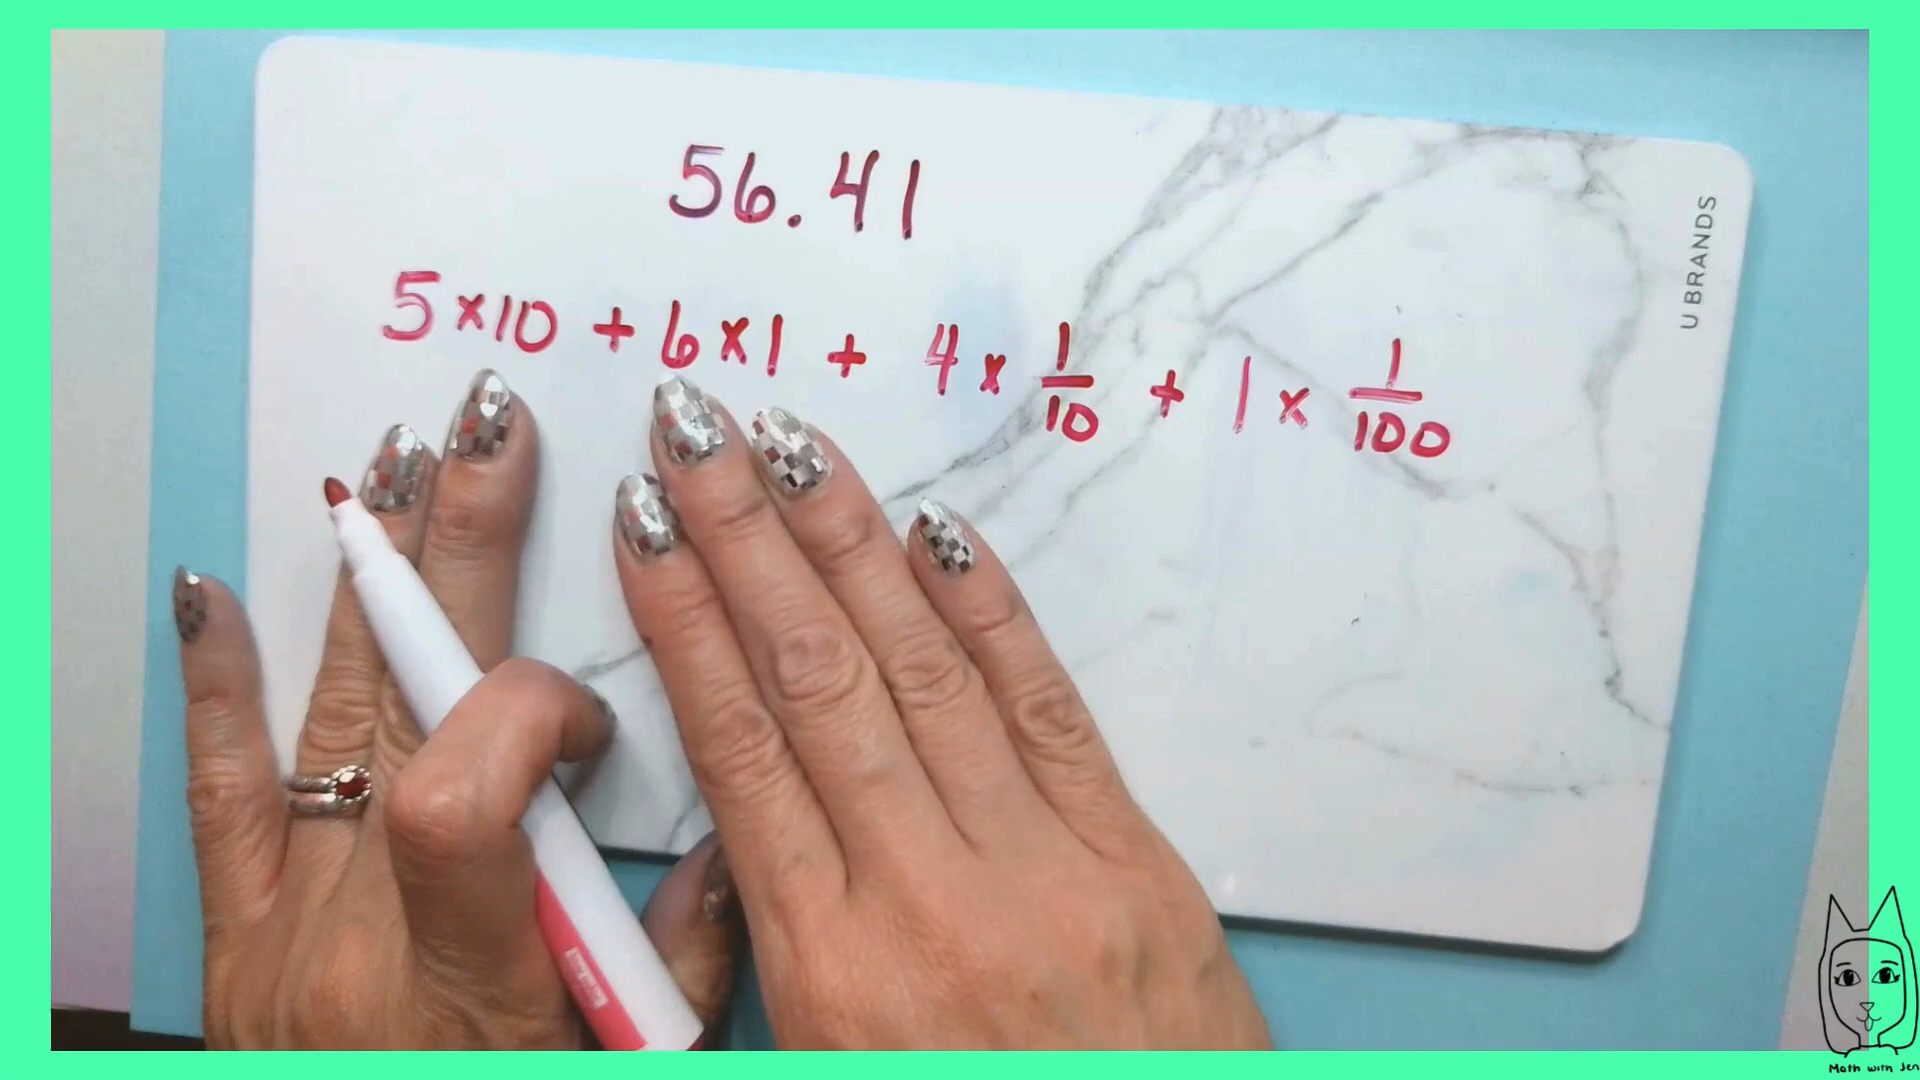 56.41
5×10 + 6×1 + 4 × 1/10 + 1 × 1/100
U BRANDS
Math with Jen